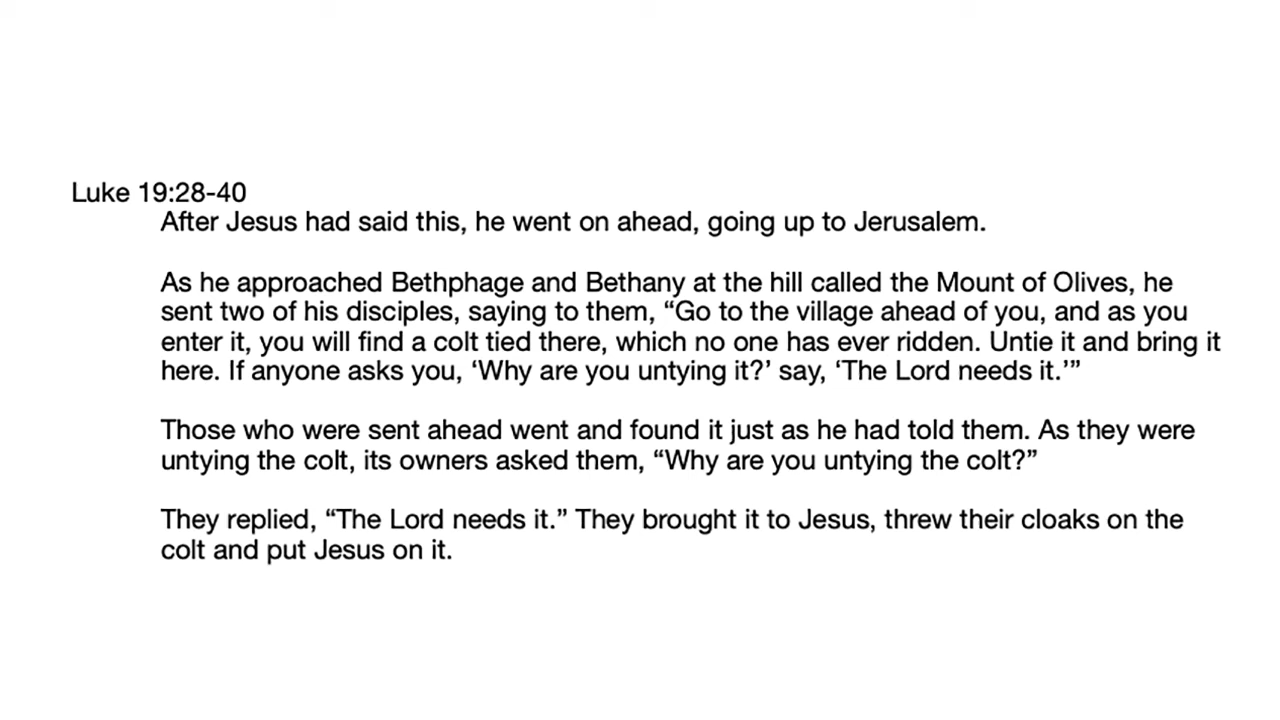 Luke 19:28-40
After Jesus had said this, he went on ahead, going up to Jerusalem.
As he approached Bethphage and Bethany at the hill called the Mount of Olives, he
sent two of his disciples, saying to them, “Go to the village ahead of you, and as you
enter it, you will find a colt tied there, which no one has ever ridden. Untie it and bring it
here. If anyone asks you, ‘Why are you untying it?’ say, ‘The Lord needs it.’”
Those who were sent ahead went and found it just as he had told them. As they were
untying the colt, its owners asked them, “Why are you untying the colt?”
They replied, “The Lord needs it.” They brought it to Jesus, threw their cloaks on the
colt and put Jesus on it.